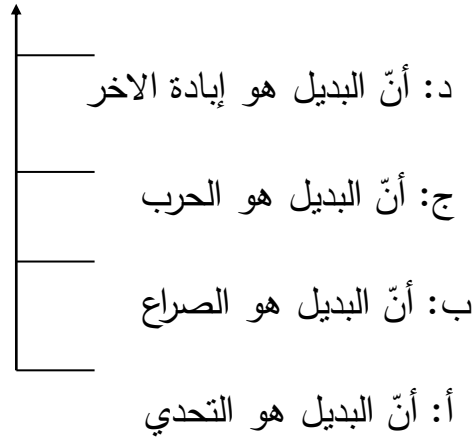 د: أنّ البديل هو إبادة الاخر
ج: أنّ البديل هو الحرب
ب: أنّ البديل هو الصراع
أ: أنّ البديل هو التحدي